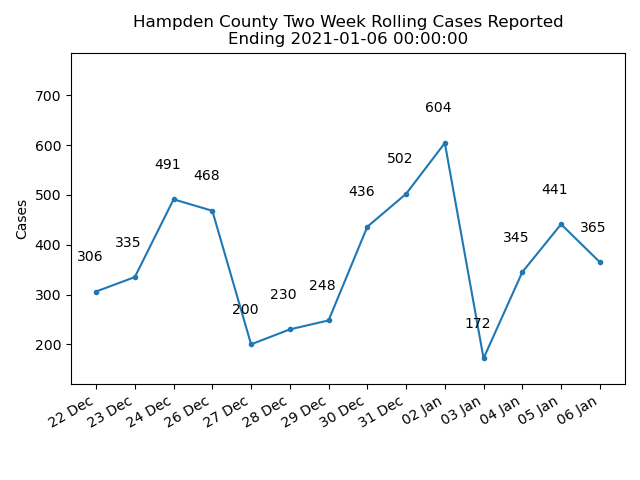 Hampden County Two Week Rolling Cases Reported
Ending 2021-01-06 00:00:00
Cases
700
600
500
400
300
200
306
335
491
468
200
230
248
436
502
604
172
345
441
365
22 Dec
23 Dec
24 Dec
26 Dec
27 Dec
28 Dec
29 Dec
30 Dec
31 Dec
02 Jan
03 Jan
04 Jan
05 Jan
06 Jan